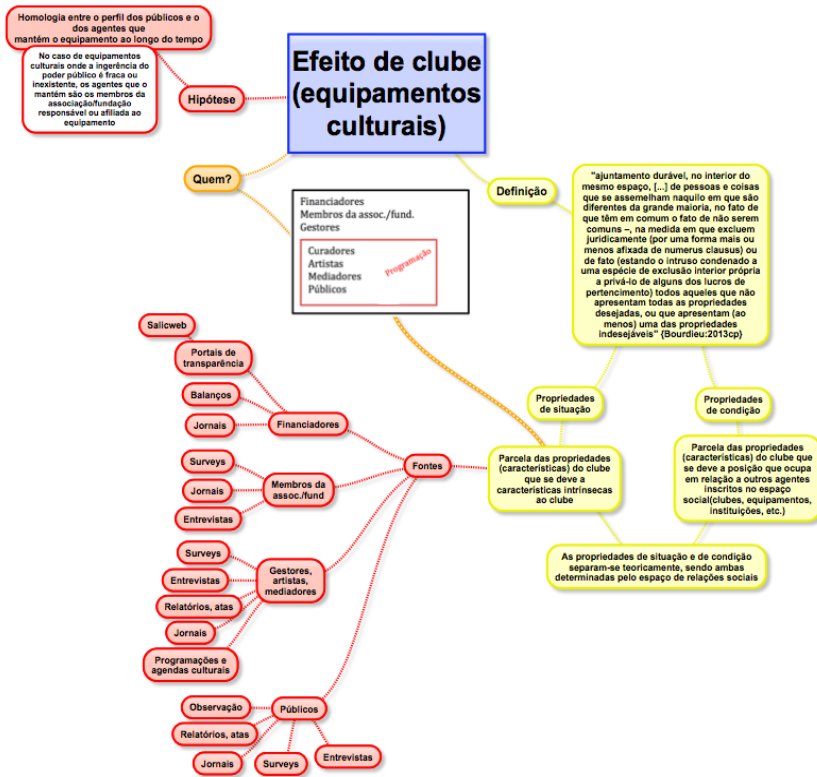 Homologia entre o perfil dos públicos e o
dos agentes que
mantém o equipamento ao longo do tempo
No caso de equipamentos
culturais onde a ingerência do
poder público é fraca ou
inexistente, os agentes que o
mantém são os membros da
associação/fundação
responsável ou afiliada ao
equipamento
Hipótese
Efeito de clube
(equipamentos
culturais)
Quem?
Financiadores
Membros da assoc./fund.
Gestores
Curadores
Artistas
Mediadores
Públicos
Programação
Definição
"ajuntamento durável, no interior do
mesmo espaço, [...] de pessoas e coisas
que se assemelham naquilo em que são
diferentes da grande maioria, no fato de
que têm em comum o fato de não serem
comuns –, na medida em que excluem
juridicamente (por uma forma mais ou
menos afixada de numerus clausus) ou
de fato (estando o intruso condenado a
uma espécie de exclusão interior própria
a privá-lo de alguns dos lucros de
pertencimento) todos aqueles que não
apresentam todas as propriedades
desejadas, ou que apresentam (ao
menos) uma das propriedades
indesejáveis" {Bourdieu:2013cp}
Propriedades
de situação
Propriedades
de condição
Parcela das propriedades
(características) do clube
que se deve a
características intrínsecas
ao clube
Parcela das propriedades
(características) do clube que
se deve a posição que ocupa
em relação a outros agentes
inscritos no espaço
social(clubes, equipamentos,
instituições, etc.)
As propriedades de situação e de condição
separam-se teoricamente, sendo ambas
determinadas pelo espaço de relações sociais
Fontes
Financiadores
Salicweb
Portais de
transparência
Balanços
Jornais
Membros da
assoc./fund
Surveys
Jornais
Entrevistas
Gestores,
artistas,
mediadores
Surveys
Entrevistas
Relatórios, atas
Jornais
Programações e
agendas culturais
Públicos
Observação
Relatórios, atas
Jornais
Surveys
Entrevistas